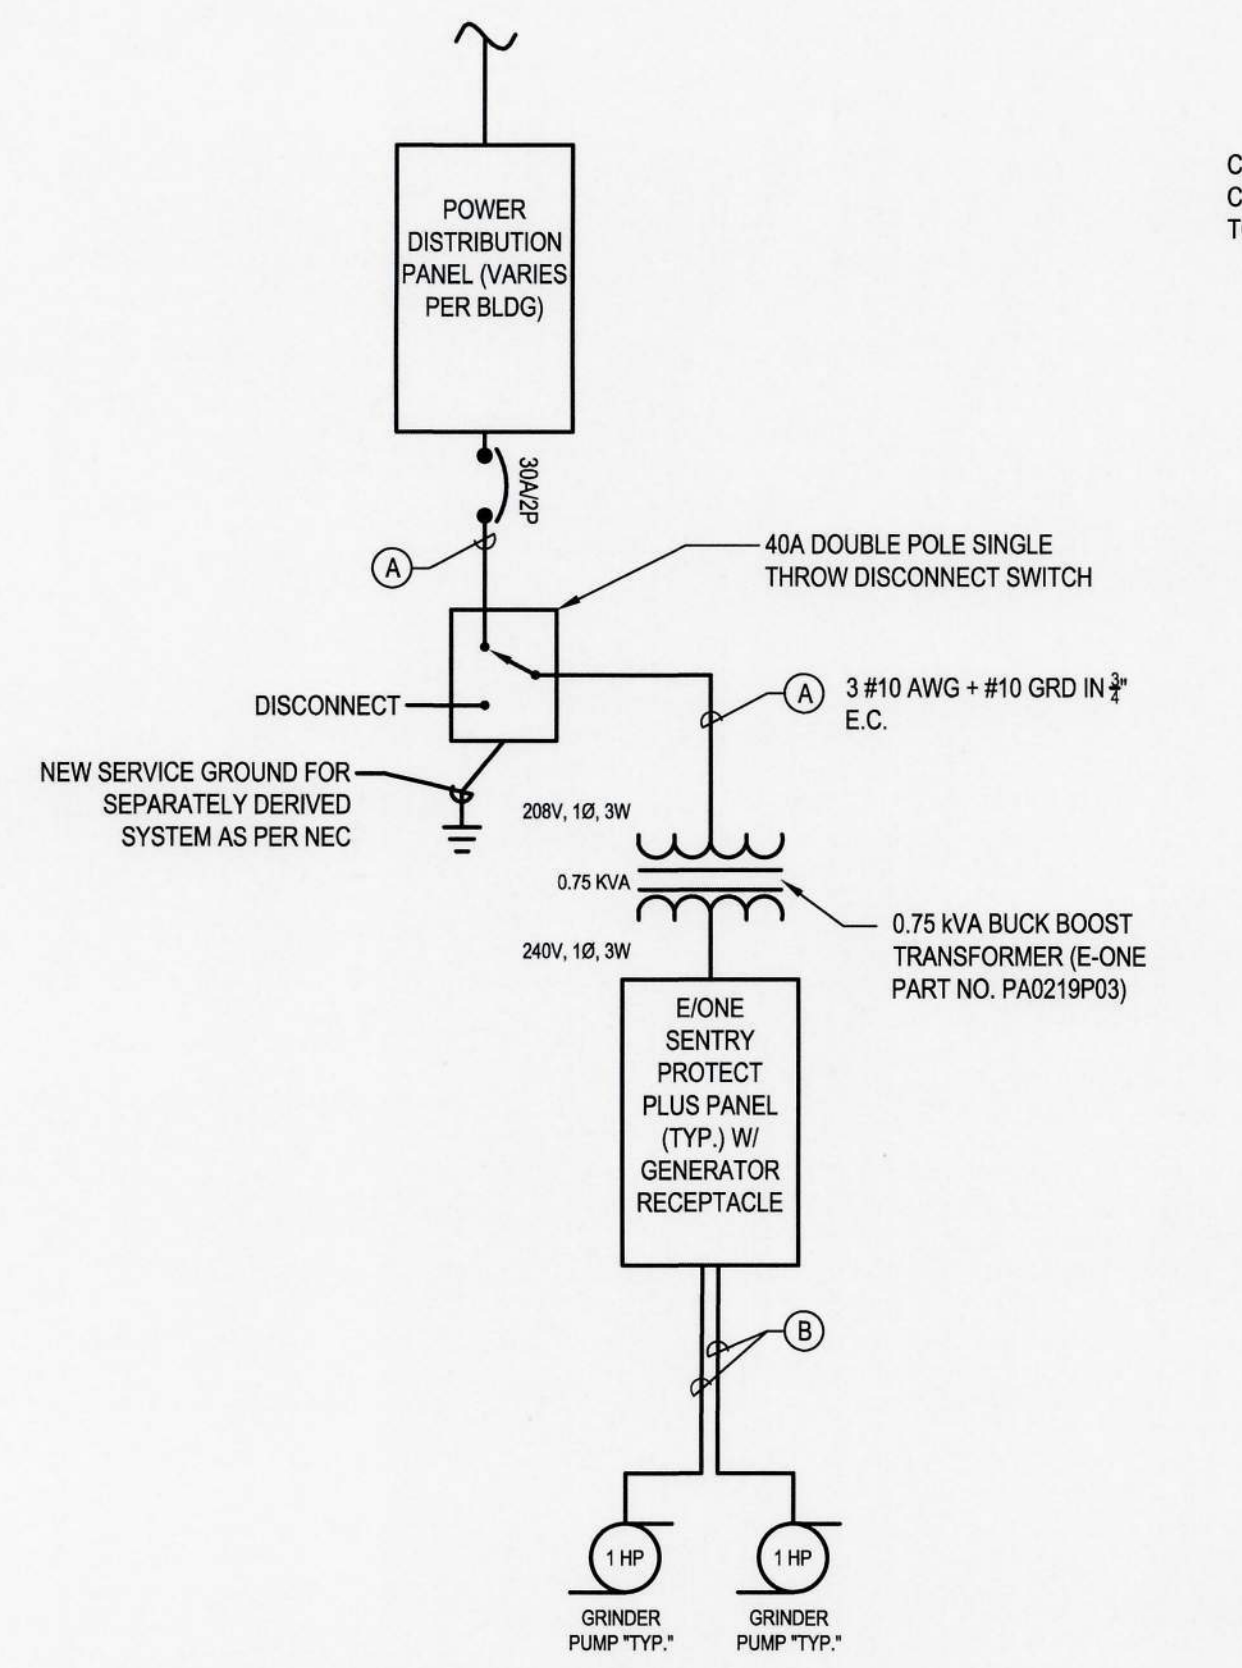 POWER
DISTRIBUTION
PANEL (VARIES
PER BLDG)
30A/2P
A
40A DOUBLE POLE SINGLE
THROW DISCONNECT SWITCH
DISCONNECT
A 3 #10 AWG + #10 GRD IN 3/4"
E.C.
NEW SERVICE GROUND FOR
SEPARATELY DERIVED
SYSTEM AS PER NEC
208V, 1Ø, 3W
0.75 KVA
240V, 1Ø, 3W
0.75 kVA BUCK BOOST
TRANSFORMER (E-ONE
PART NO. PA0219P03)
E/ONE
SENTRY
PROTECT
PLUS PANEL
(TYP.) W/
GENERATOR
RECEPTACLE
B
1 HP
1 HP
GRINDER
PUMP "TYP."
GRINDER
PUMP "TYP."